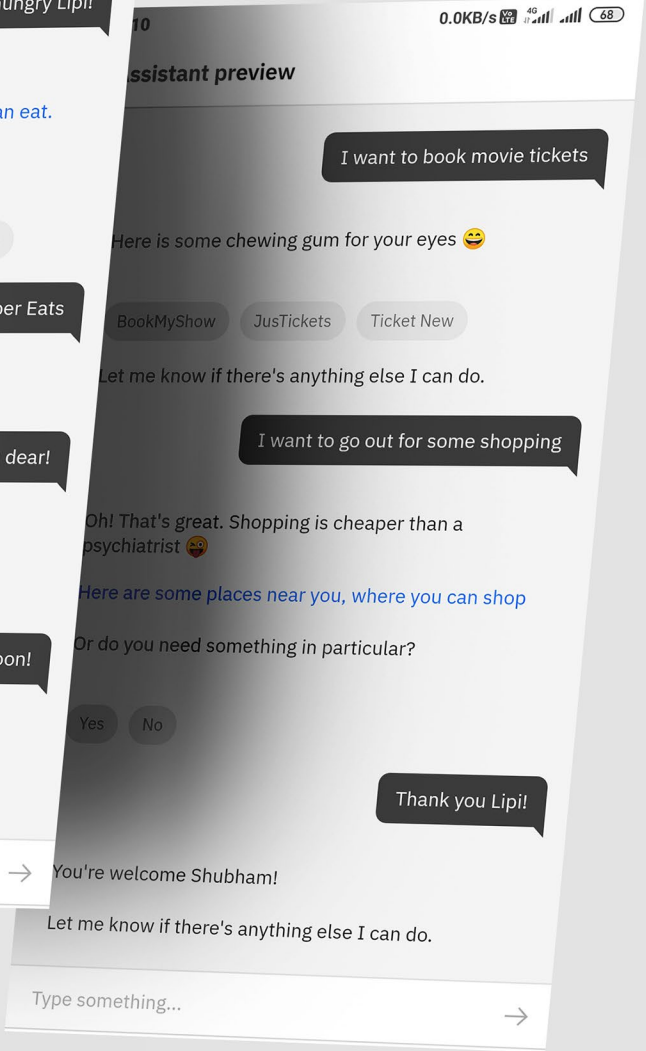 ungry Lipi!
an eat.
er Eats
dear!
oon!
10
0.0KB/s Vo LTE 4G 68
ssistant preview
I want to book movie tickets
Here is some chewing gum for your eyes 😄
BookMyShow JusTickets Ticket New
Let me know if there's anything else I can do.
I want to go out for some shopping
Oh! That's great. Shopping is cheaper than a
psychiatrist 😜
Here are some places near you, where you can shop
Or do you need something in particular?
Yes No
Thank you Lipi!
You're welcome Shubham!
Let me know if there's anything else I can do.
Type something...